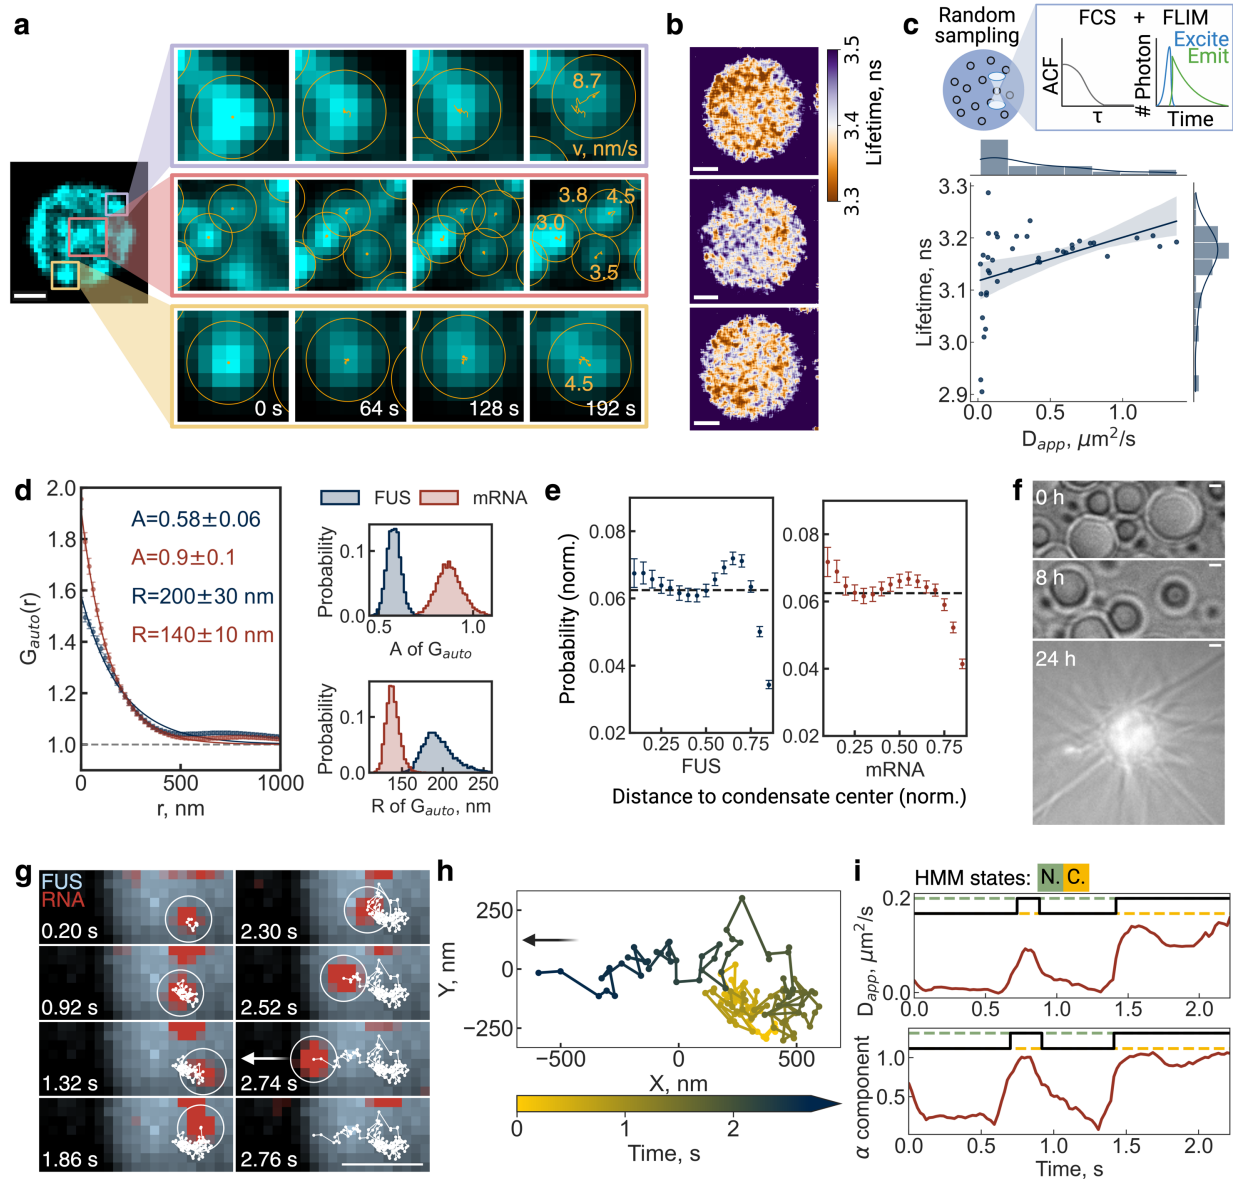 a
8.7
v, nm/s
3.8
4.5
3.0
3.5
4.5
0 s
64 s
128 s
192 s
b
3.5
3.4
3.3
Lifetime, ns
c
Random
sampling
FCS + FLIM
ACF
τ
# Photon
Excite
Emit
Time
3.3
3.2
3.1
3.0
2.9
Lifetime, ns
0.0
0.5
1.0
D_app, μm²/s
d
2.0
1.8
1.6
1.4
1.2
1.0
G_auto(r)
A=0.58±0.06
A=0.9±0.1
R=200±30 nm
R=140±10 nm
0
500
1000
r, nm
FUS
mRNA
Probability
0.1
0.0
0.5
1.0
A of G_auto
Probability
0.1
0.0
150
200
250
R of G_auto, nm
e
Probability (norm.)
0.08
0.06
0.04
0.02
0.25 0.50 0.75
FUS
0.08
0.06
0.04
0.02
0.25 0.50 0.75
mRNA
Distance to condensate center (norm.)
f
0 h
8 h
24 h
g
FUS
RNA
0.20 s
2.30 s
0.92 s
2.52 s
1.32 s
2.74 s
1.86 s
2.76 s
h
250
0
−250
Y, nm
−500
0
500
X, nm
0
1
2
Time, s
i
HMM states: N. C.
0.2
0.0
D_app, μm²/s
0.0 0.5 1.0 1.5 2.0
1.0
0.5
α component
0.0 0.5 1.0 1.5 2.0
Time, s